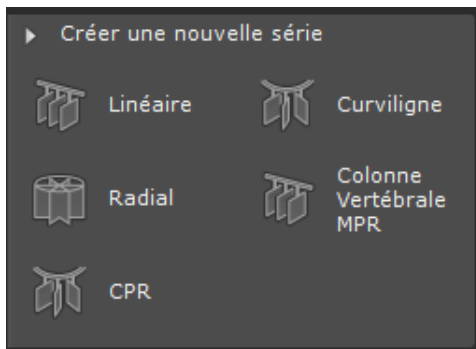 Créer une nouvelle série
Linéaire
Curviligne
Radial
Colonne
Vertébrale
MPR
CPR